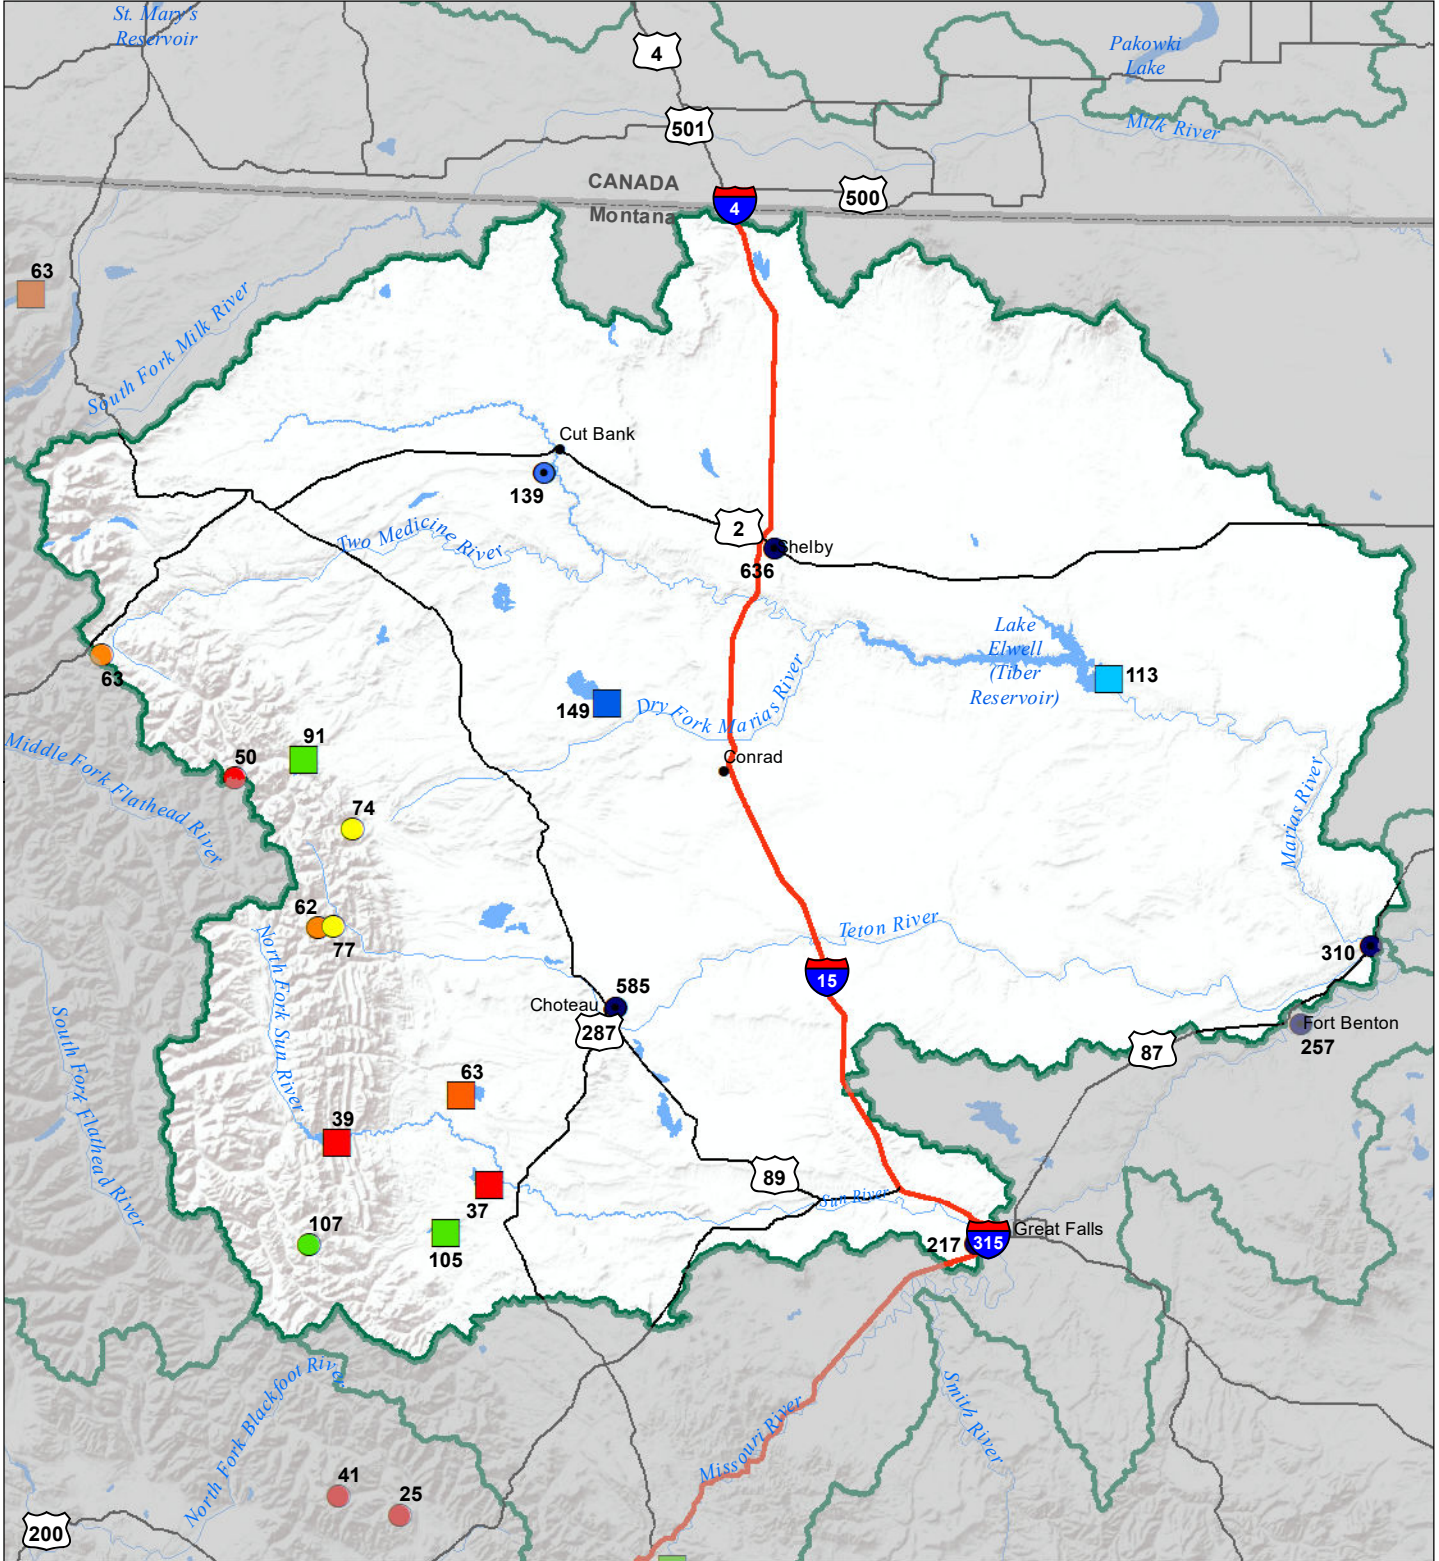 St. Mary's
Reservoir
4
Pakowki
Lake
501
Milk River
CANADA
Montana
4
500
63
South Fork Milk River
Cut Bank
139
2
Shelby
636
Two Medicine River
63
Lake
Elwell
(Tiber
Reservoir)
113
149
Dry Fork Marias River
Middle Fork Flathead River
50
91
Conrad
74
Marias River
62
77
North Fork Sun River
Teton River
310
15
585
Choteau
287
Fort Benton
257
87
South Fork Flathead River
63
39
89
Sun River
37
107
105
217
315
Great Falls
North Fork Blackfoot River
Missouri River
Smith River
41
25
200